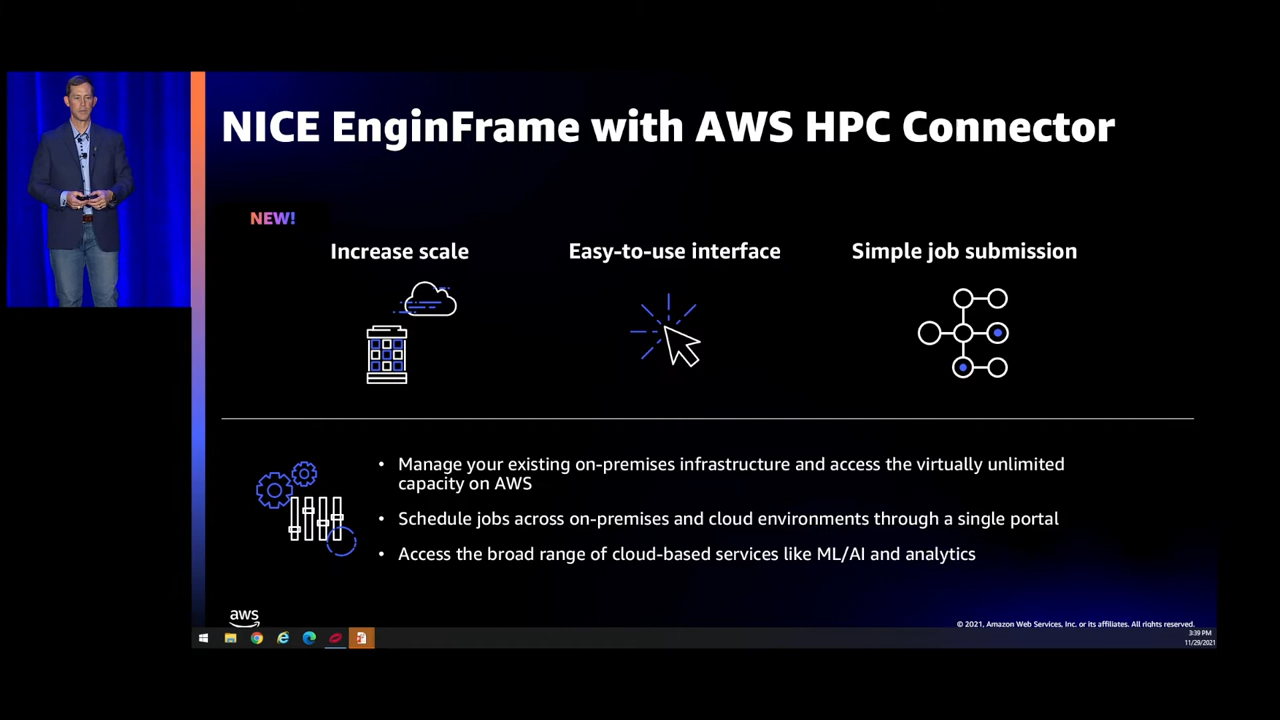 NICE EnginFrame with AWS HPC Connector
NEW!
Increase scale
Easy-to-use interface
Simple job submission
• Manage your existing on-premises infrastructure and access the virtually unlimited
capacity on AWS
• Schedule jobs across on-premises and cloud environments through a single portal
• Access the broad range of cloud-based services like ML/AI and analytics
aws
© 2021, Amazon Web Services, Inc. or its affiliates. All rights reserved.
3:39 PM
11/29/2021